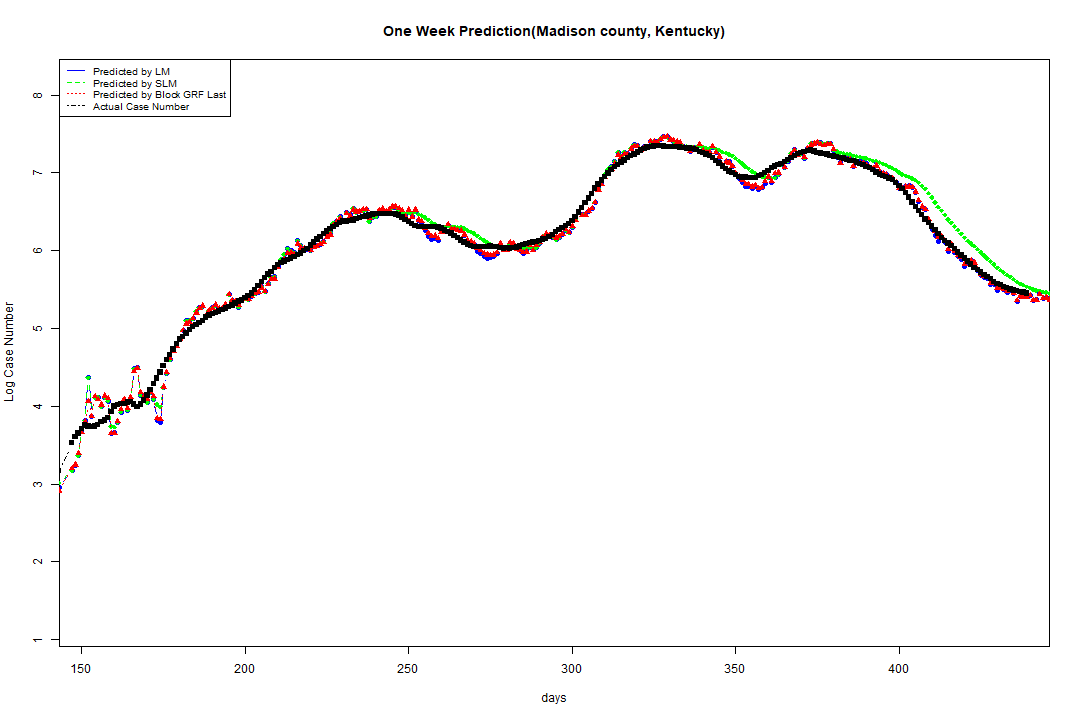 One Week Prediction(Madison county, Kentucky)
Predicted by LM
Predicted by SLM
Predicted by Block GRF Last
Actual Case Number
8
7
6
5
4
3
2
1
Log Case Number
150 200 250 300 350 400
days